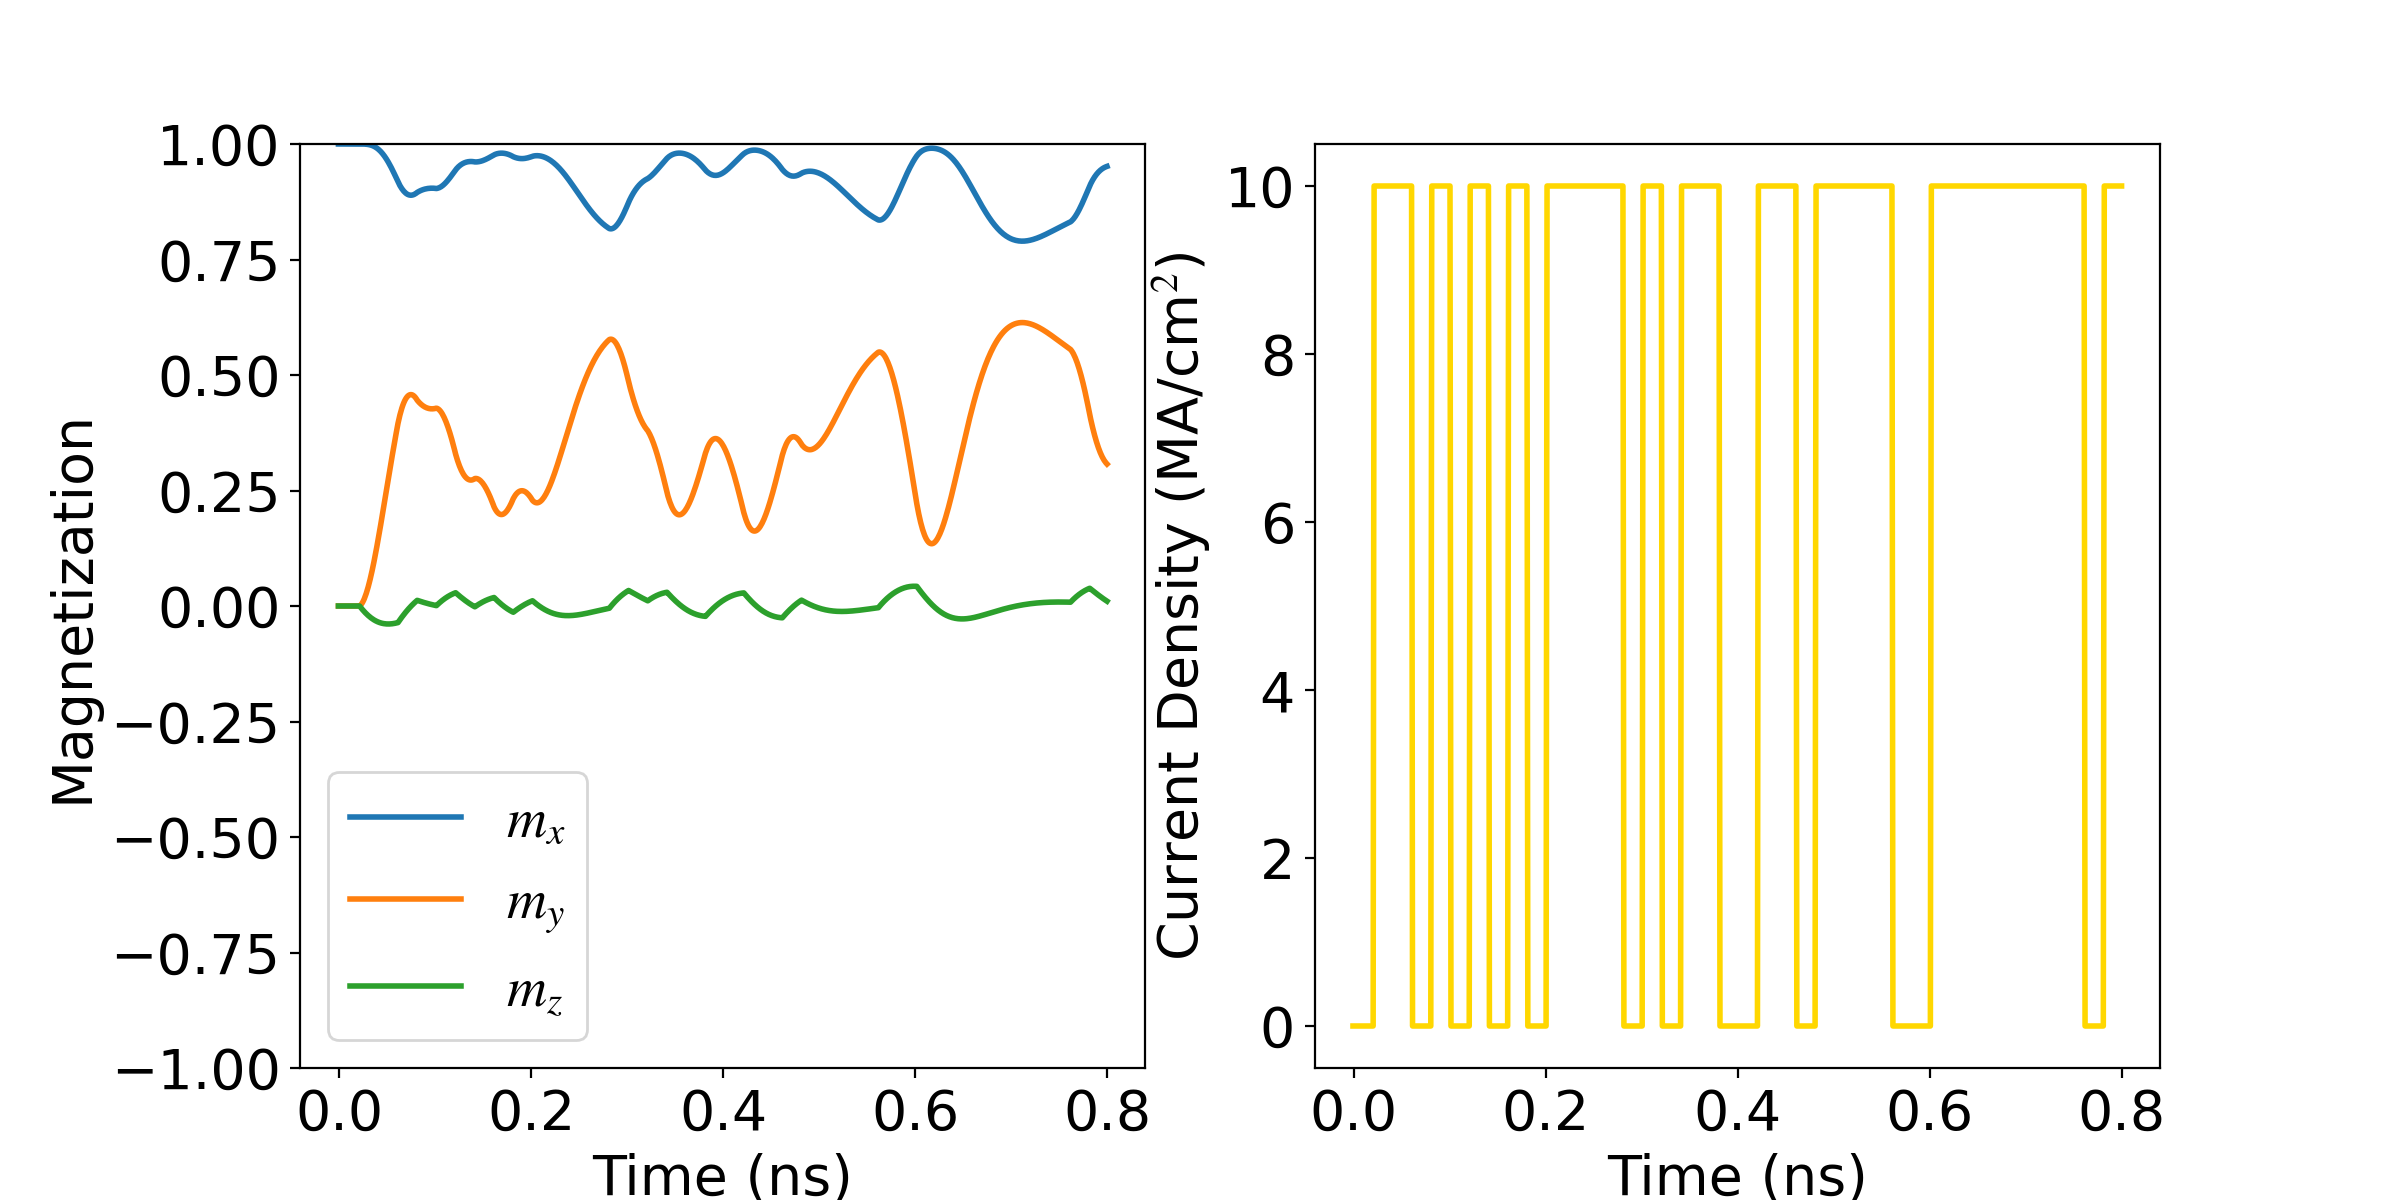 1.00
0.75
0.50
0.25
0.00
−0.25
−0.50
−0.75
−1.00
Magnetization
m_x
m_y
m_z
0.0 0.2 0.4 0.6 0.8
Time (ns)
10
8
6
4
2
0
Current Density (MA/cm²)
0.0 0.2 0.4 0.6 0.8
Time (ns)